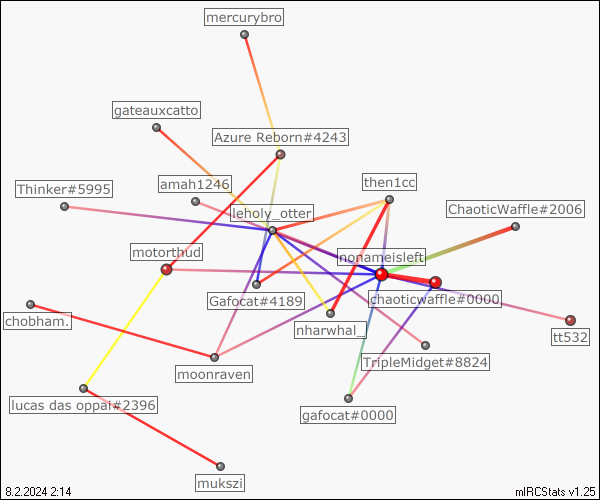 mercurybro
gateauxcatto
Azure Reborn#4243
Thinker#5995
amah1246
then1cc
leholy_otter
ChaoticWaffle#2006
motorthud
nonameisleft
Gafocat#4189
chaoticwaffle#0000
chobham.
nharwhal_
tt532
moonraven
TripleMidget#8824
lucas das oppai#2396
gafocat#0000
mukszi
8.2.2024 2:14
mIRCStats v1.25